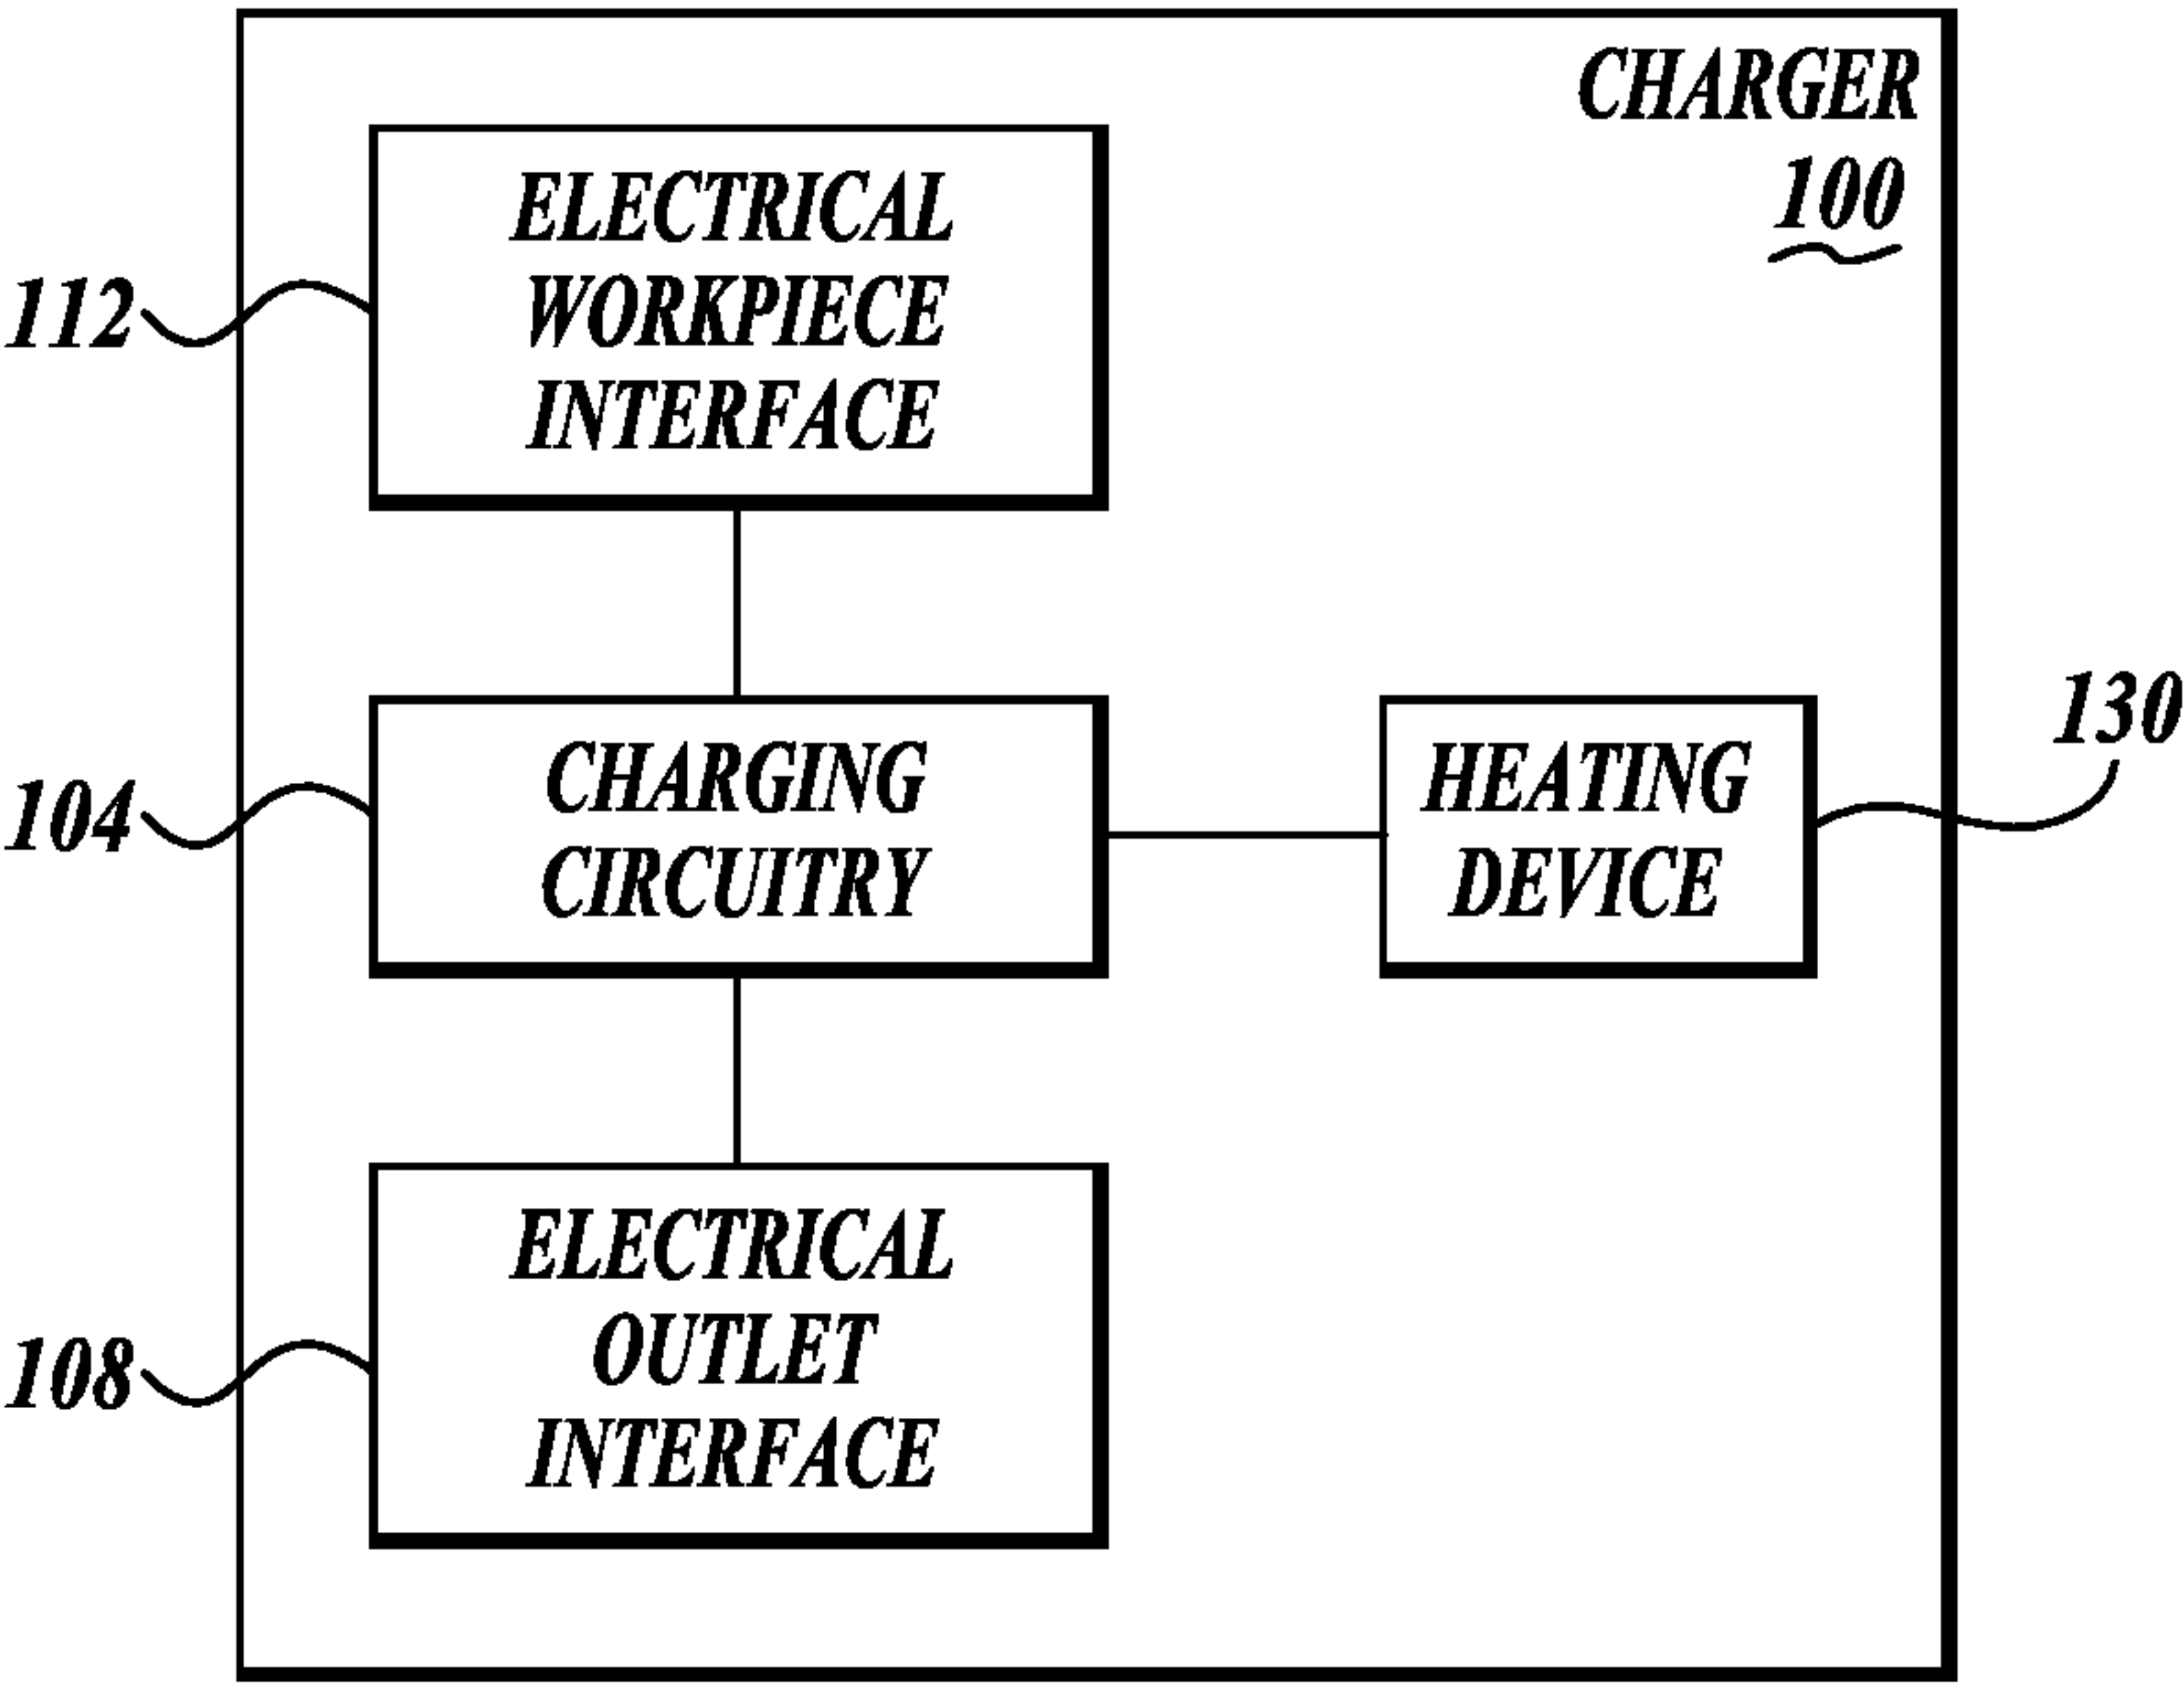 CHARGER
100
ELECTRICAL
WORKPIECE
INTERFACE
112
CHARGING
CIRCUITRY
104
HEATING
DEVICE
130
ELECTRICAL
OUTLET
INTERFACE
108